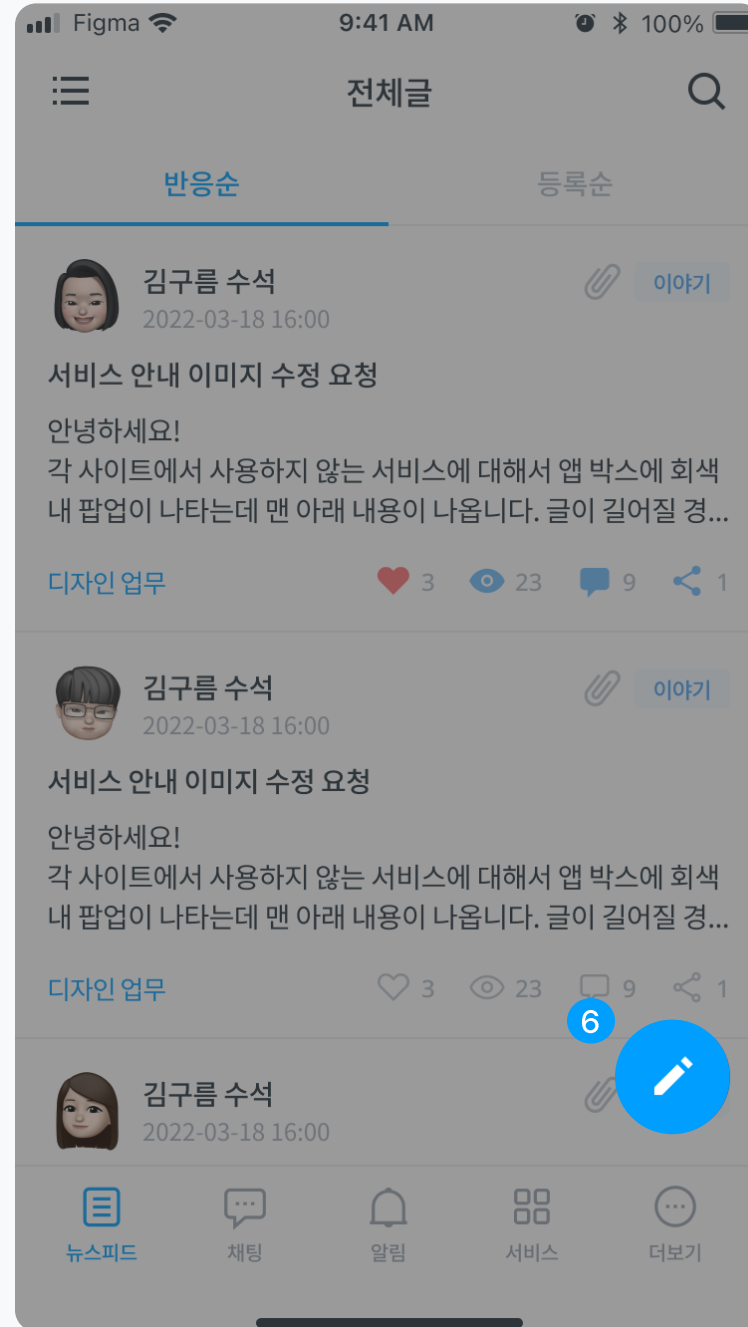 Figma 9:41 AM 100%
전체글
반응순 등록순
김구름 수석 이야기
2022-03-18 16:00
서비스 안내 이미지 수정 요청
안녕하세요!
각 사이트에서 사용하지 않는 서비스에 대해서 앱 박스에 회색
내 팝업이 나타는데 맨 아래 내용이 나옵니다. 글이 길어질 경...
디자인 업무 3 23 9 1
김구름 수석 이야기
2022-03-18 16:00
서비스 안내 이미지 수정 요청
안녕하세요!
각 사이트에서 사용하지 않는 서비스에 대해서 앱 박스에 회색
내 팝업이 나타는데 맨 아래 내용이 나옵니다. 글이 길어질 경...
디자인 업무 3 23 9 1
6
김구름 수석
2022-03-18 16:00
뉴스피드 채팅 알림 서비스 더보기